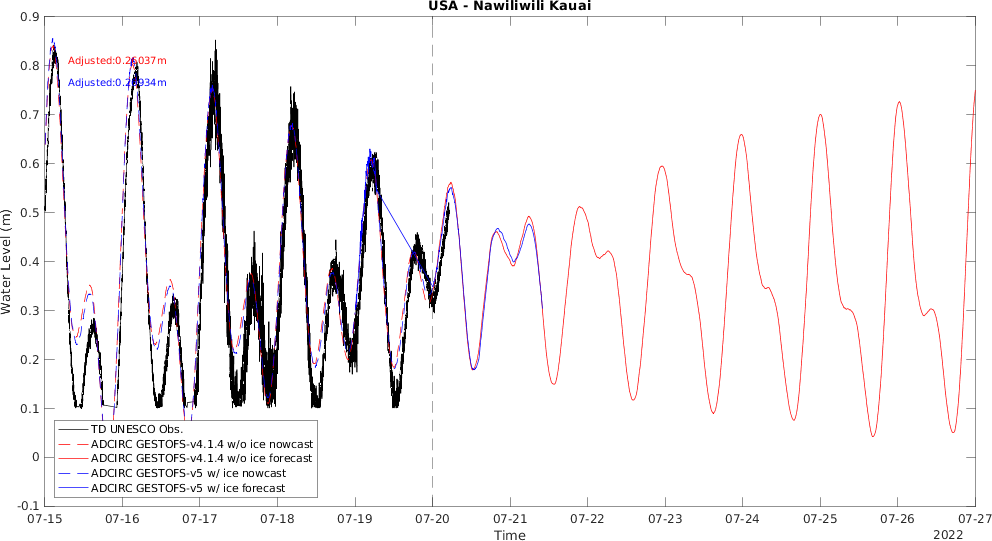 USA - Nawiliwili Kauai
0.9
0.8
0.7
0.6
0.5
0.4
0.3
0.2
0.1
0
-0.1
Water Level (m)
TD UNESCO Obs.
ADCIRC GESTOFS-v4.1.4 w/o ice nowcast
ADCIRC GESTOFS-v4.1.4 w/o ice forecast
ADCIRC GESTOFS-v5 w/ ice nowcast
ADCIRC GESTOFS-v5 w/ ice forecast
07-15 07-16 07-17 07-18 07-19 07-20 07-21 07-22 07-23 07-24 07-25 07-26 07-27
Time
2022